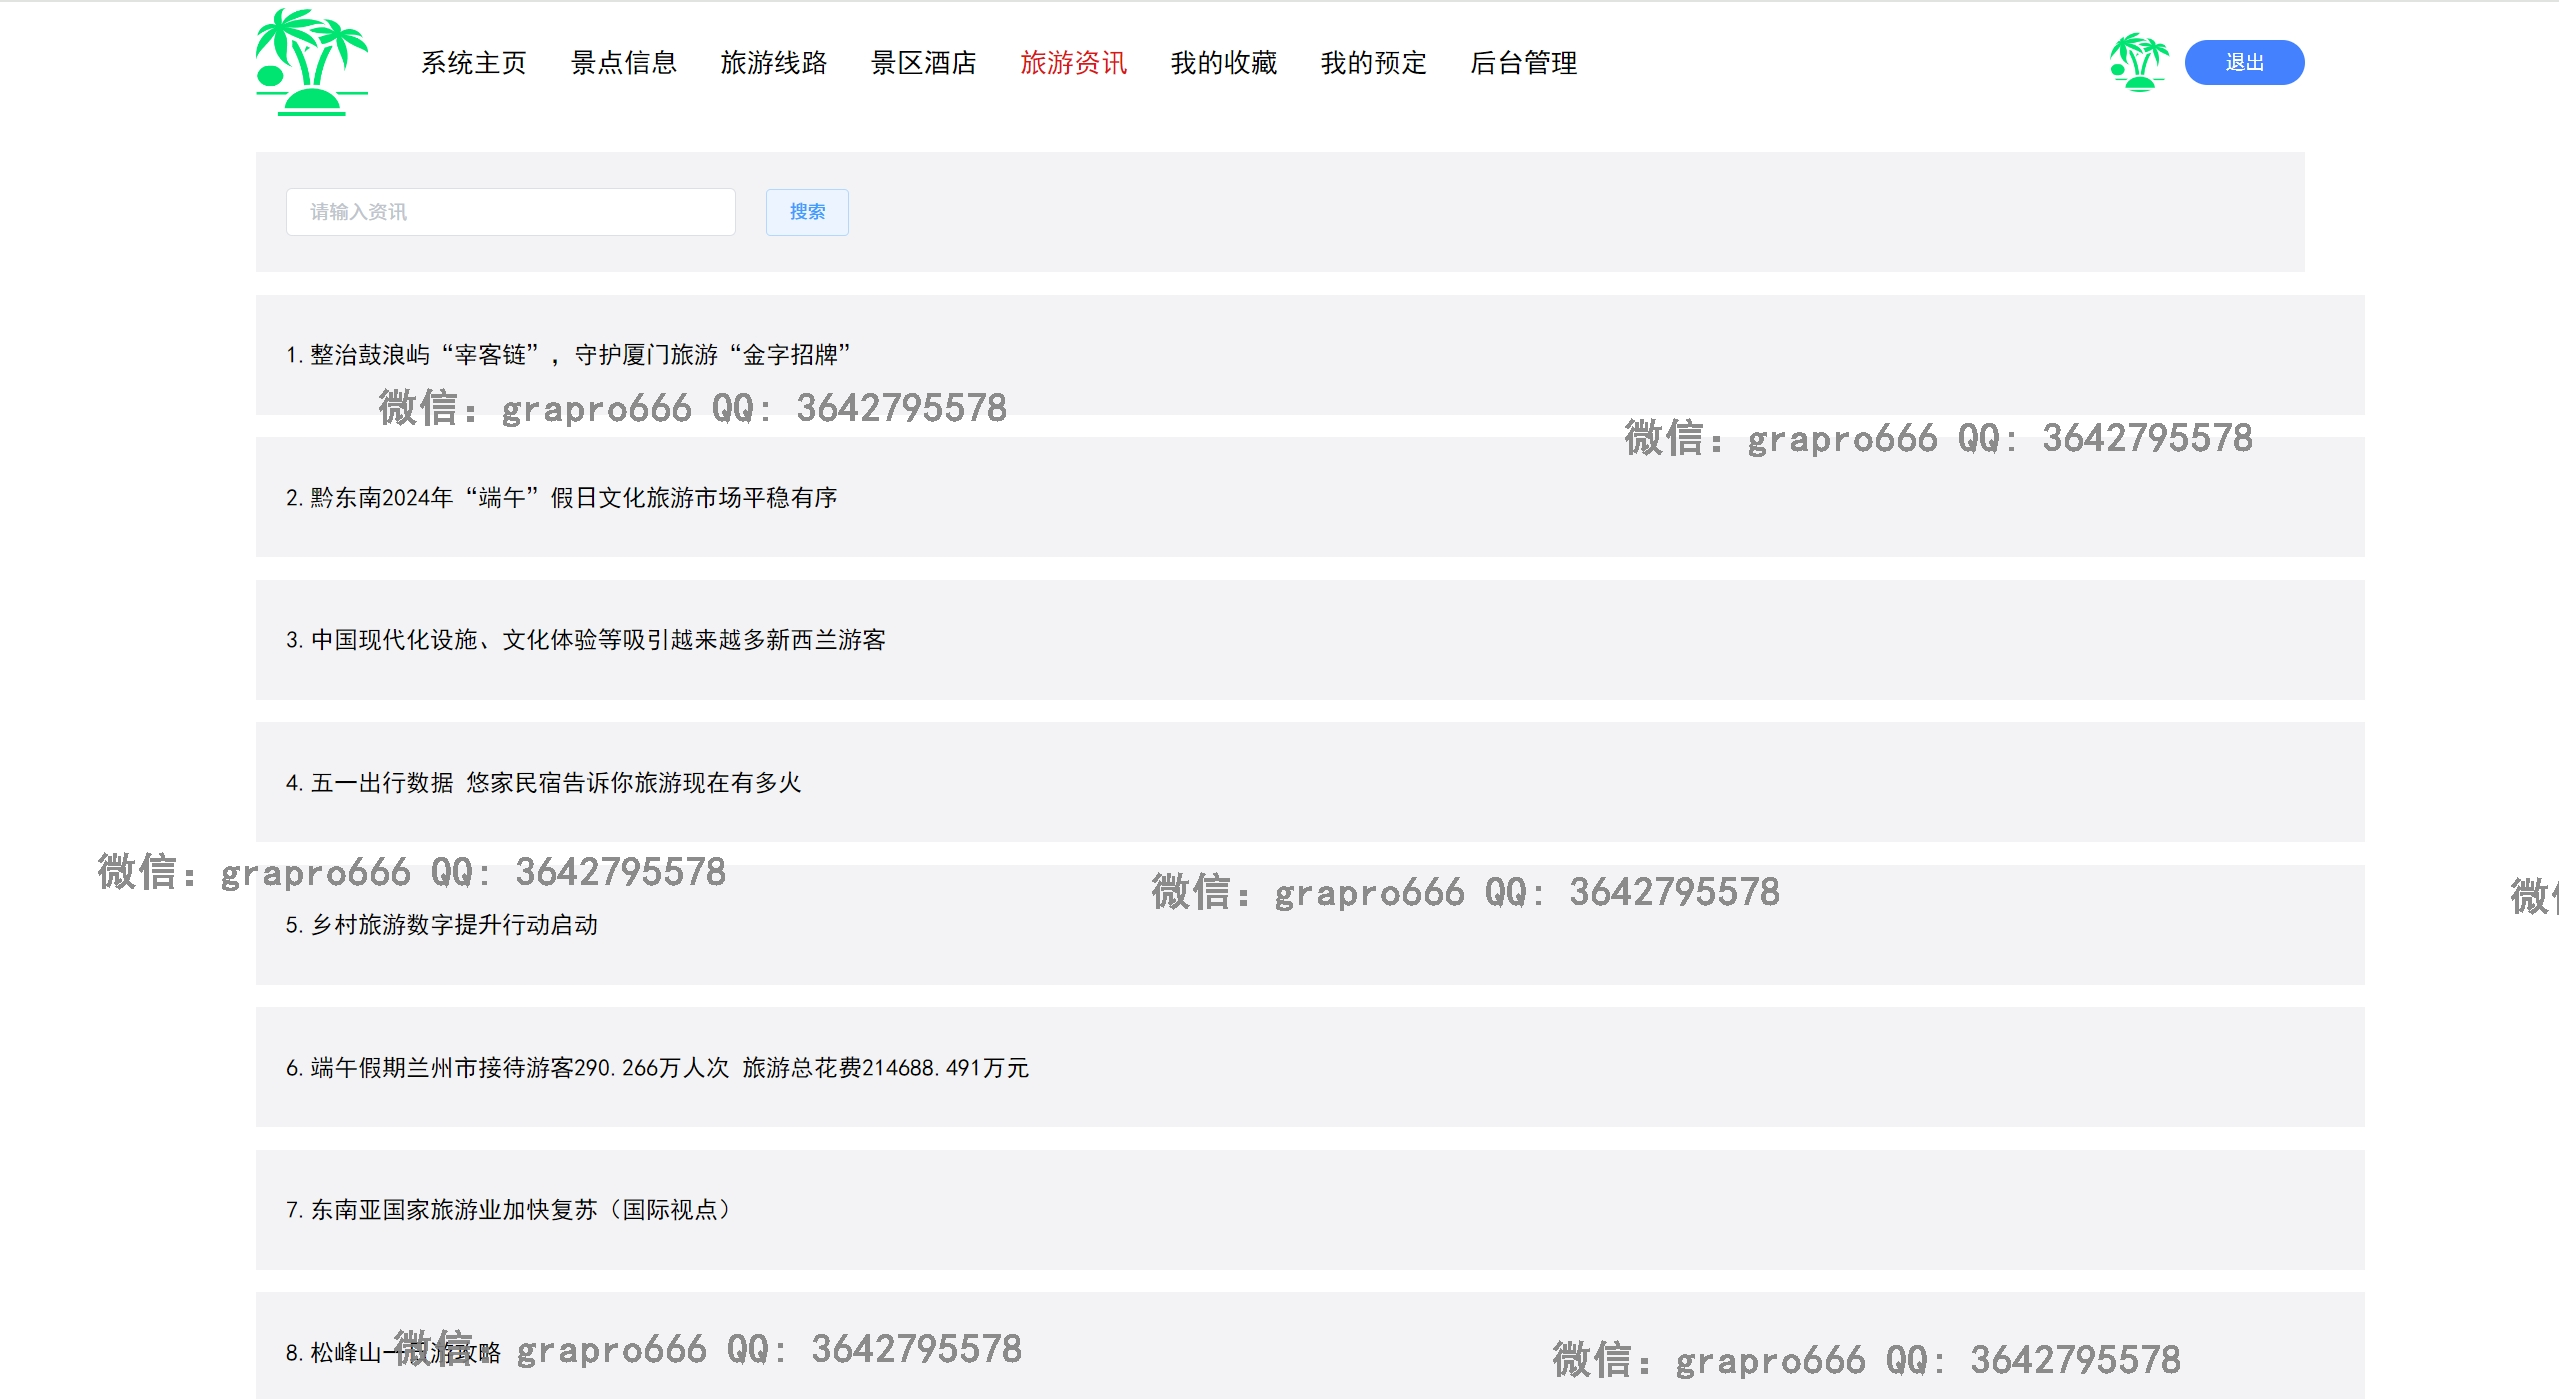 系统主页 景点信息 旅游线路 景区酒店 旅游资讯 我的收藏 我的预定 后台管理 退出
请输入资讯 搜索
1. 整治鼓浪屿“宰客链”，守护厦门旅游“金字招牌”
微信：grapro666 QQ: 3642795578
微信：grapro666 QQ: 3642795578
2. 黔东南2024年“端午”假日文化旅游市场平稳有序
3. 中国现代化设施、文化体验等吸引越来越多新西兰游客
4. 五一出行数据 悠家民宿告诉你旅游现在有多火
微信：grapro666 QQ: 3642795578
微信：grapro666 QQ: 3642795578
微
5. 乡村旅游数字提升行动启动
6. 端午假期兰州市接待游客290.266万人次 旅游总花费214688.491万元
7. 东南亚国家旅游业加快复苏（国际视点）
8. 松峰山一日游攻略
微信：grapro666 QQ: 3642795578
微信：grapro666 QQ: 3642795578